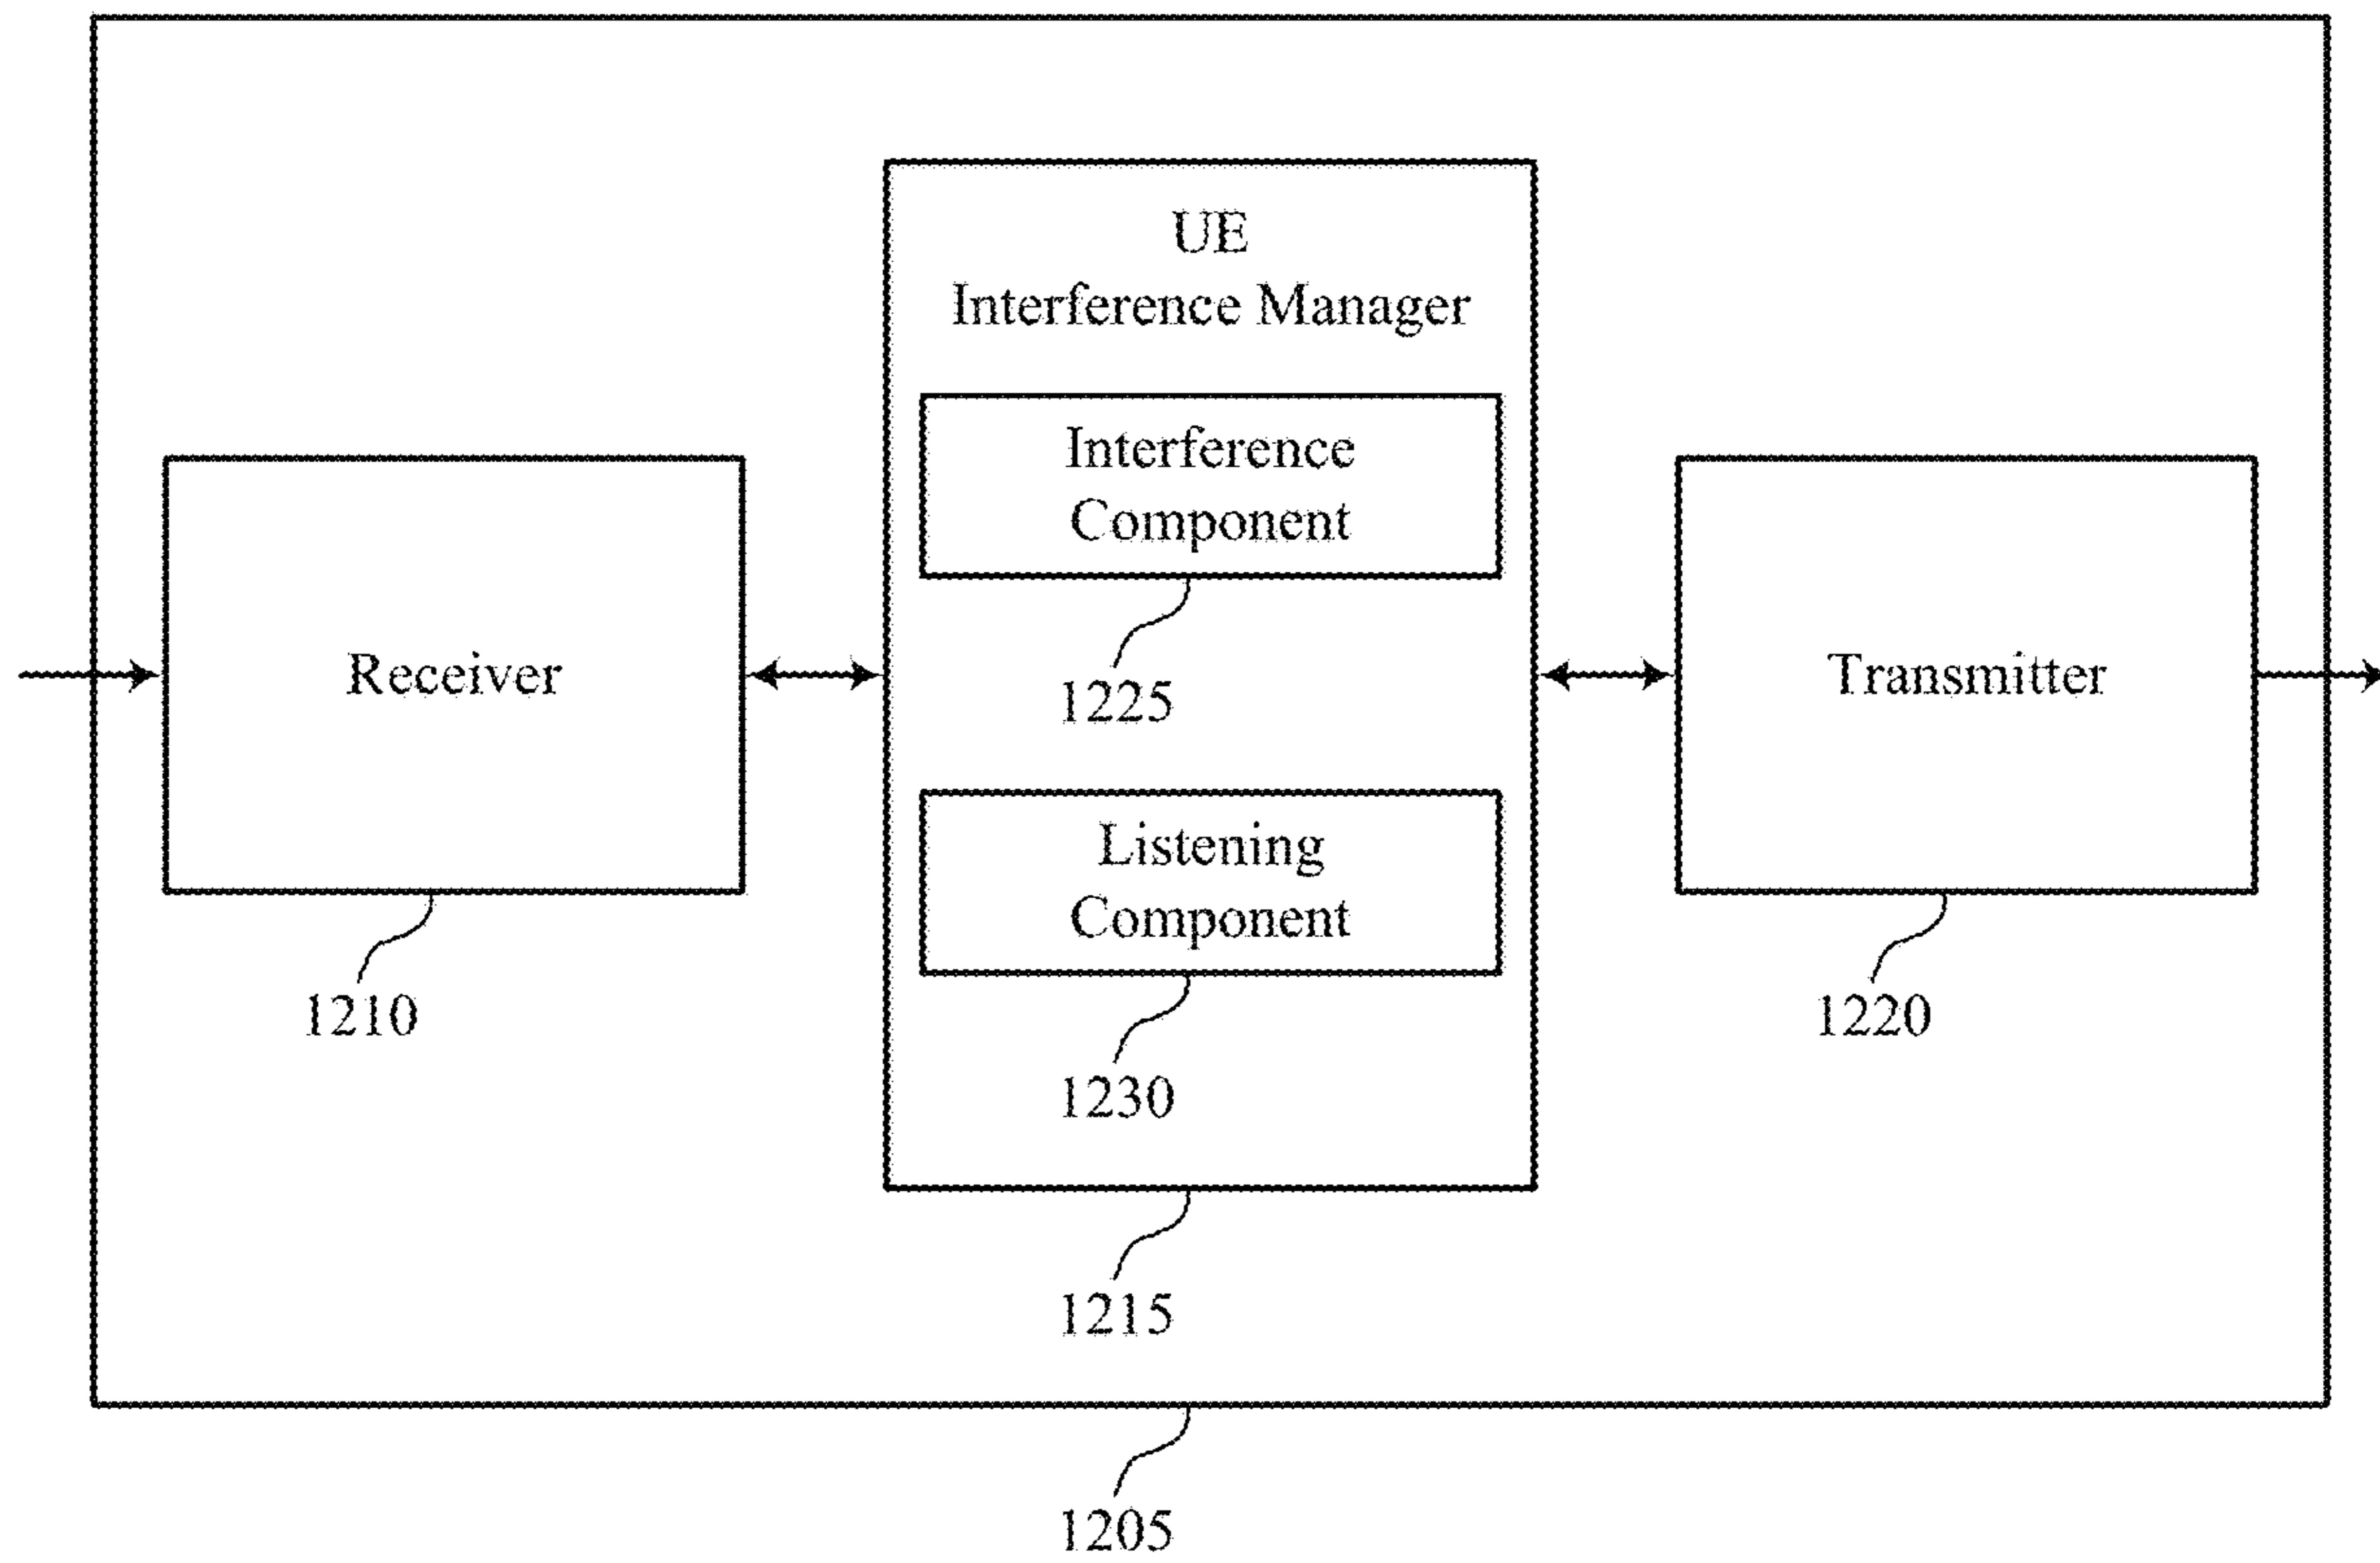 UE
Interference Manager
Interference
Component
1225
Receiver
1210
Listening
Component
1230
Transmitter
1220
1215
1205